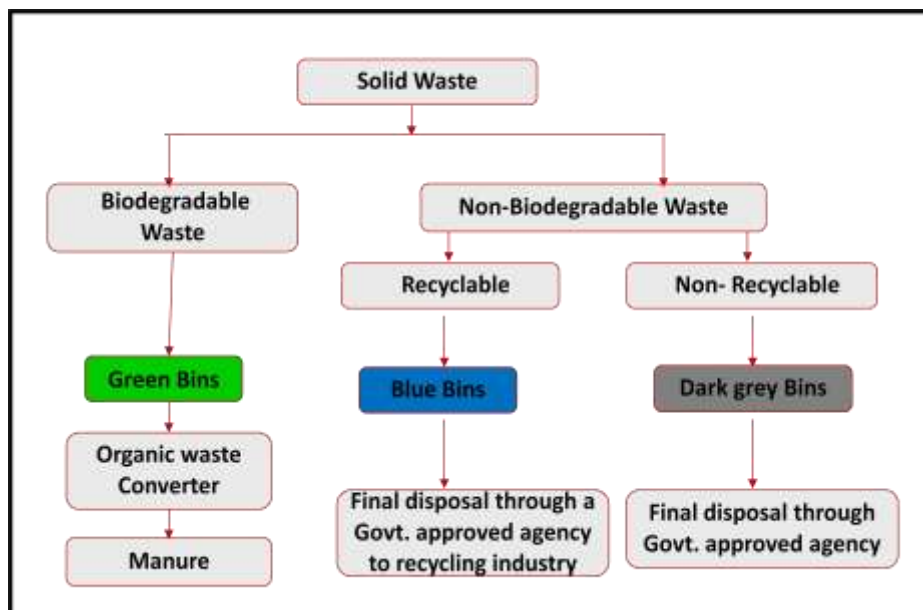 Solid Waste
Biodegradable
Waste
Non-Biodegradable Waste
Recyclable
Non- Recyclable
Green Bins
Blue Bins
Dark grey Bins
Organic waste
Converter
Final disposal through a
Govt. approved agency
to recycling industry
Final disposal through
Govt. approved agency
Manure